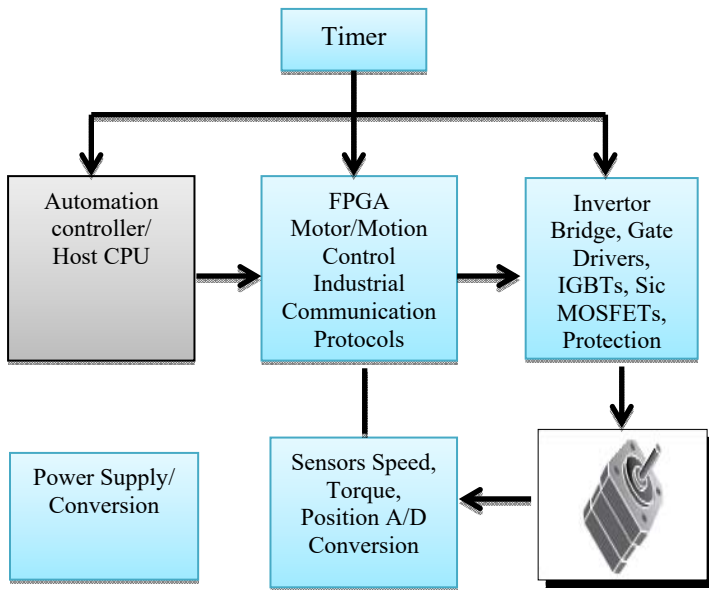 Timer
Automation
controller/
Host CPU
FPGA
Motor/Motion
Control
Industrial
Communication
Protocols
Invertor
Bridge, Gate
Drivers,
IGBTs, Sic
MOSFETs,
Protection
Power Supply/
Conversion
Sensors Speed,
Torque,
Position A/D
Conversion